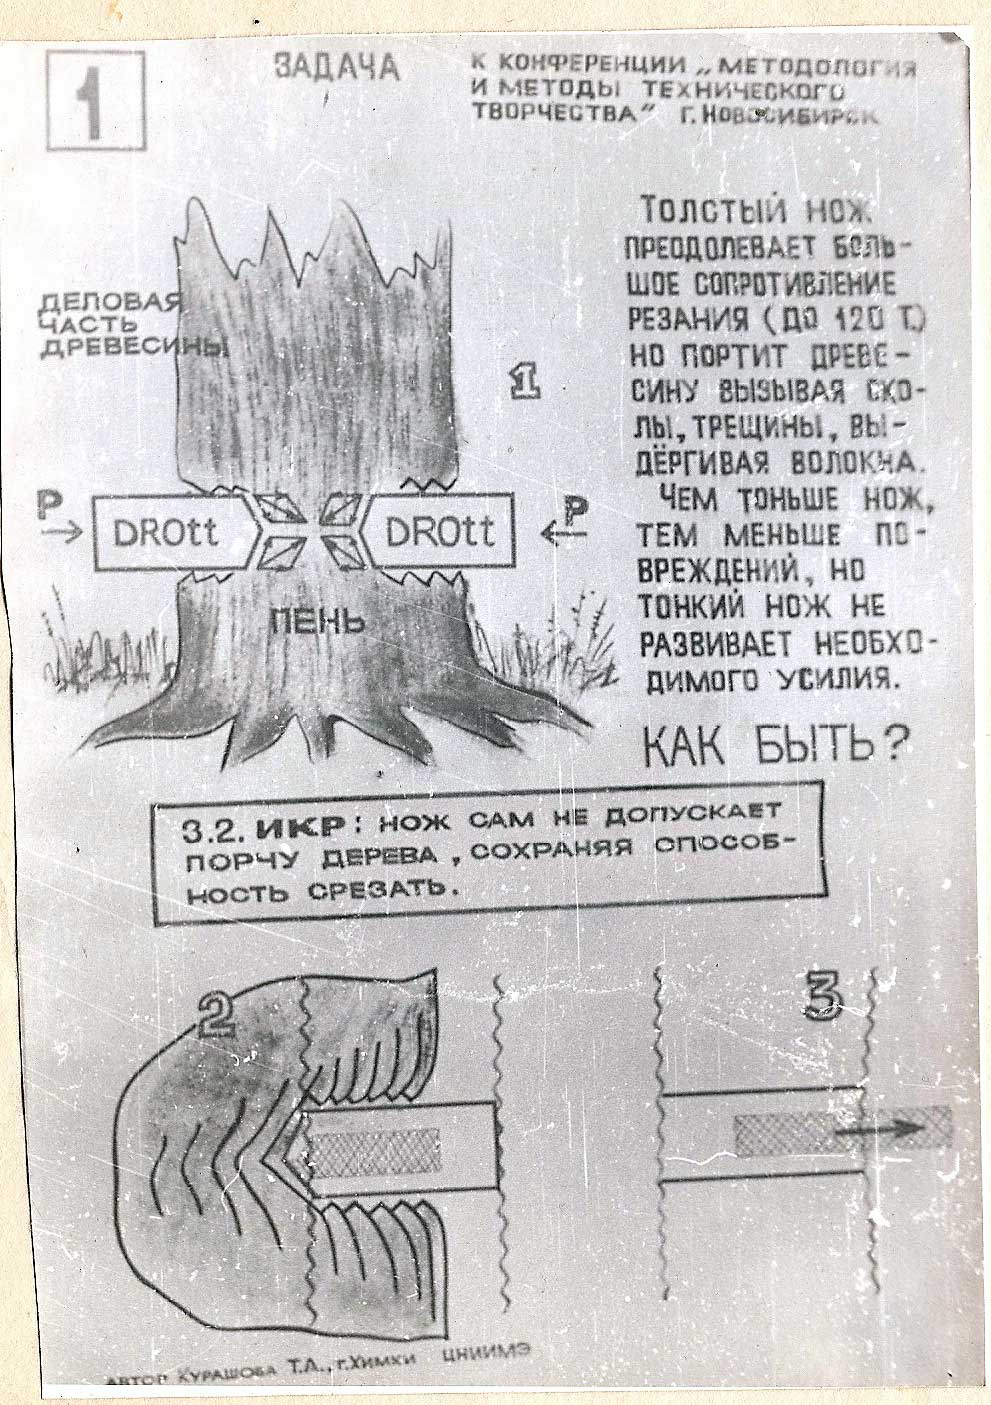 1
ЗАДАЧА
К КОНФЕРЕНЦИИ „МЕТОДОЛОГИЯ
И МЕТОДЫ ТЕХНИЧЕСКОГО
ТВОРЧЕСТВА" Г. НОВОСИБИРСК
ДЕЛОВАЯ
ЧАСТЬ
ДРЕВЕСИНЫ
1
P
DROtt
DROtt
P
ПЕНЬ
ТОЛСТЫЙ НОЖ
ПРЕОДОЛЕВАЕТ БОЛЬ-
ШОЕ СОПРОТИВЛЕНИЕ
РЕЗАНИЯ (ДО 120 Т.)
НО ПОРТИТ ДРЕВЕ-
СИНУ ВЫЗЫВАЯ СКО-
ЛЫ, ТРЕЩИНЫ, ВЫ-
ДЁРГИВАЯ ВОЛОКНА.
ЧЕМ ТОНЬШЕ НОЖ,
ТЕМ МЕНЬШЕ ПО-
ВРЕЖДЕНИЙ, НО
ТОНКИЙ НОЖ НЕ
РАЗВИВАЕТ НЕОБХО-
ДИМОГО УСИЛИЯ.
КАК БЫТЬ?
3.2. ИКР: НОЖ САМ НЕ ДОПУСКАЕТ
ПОРЧУ ДЕРЕВА, СОХРАНЯЯ СПОСОБ-
НОСТЬ СРЕЗАТЬ.
2
3
АВТОР КУРАШОВА Т.А., г. ХИМКИ ЦНИИМЭ